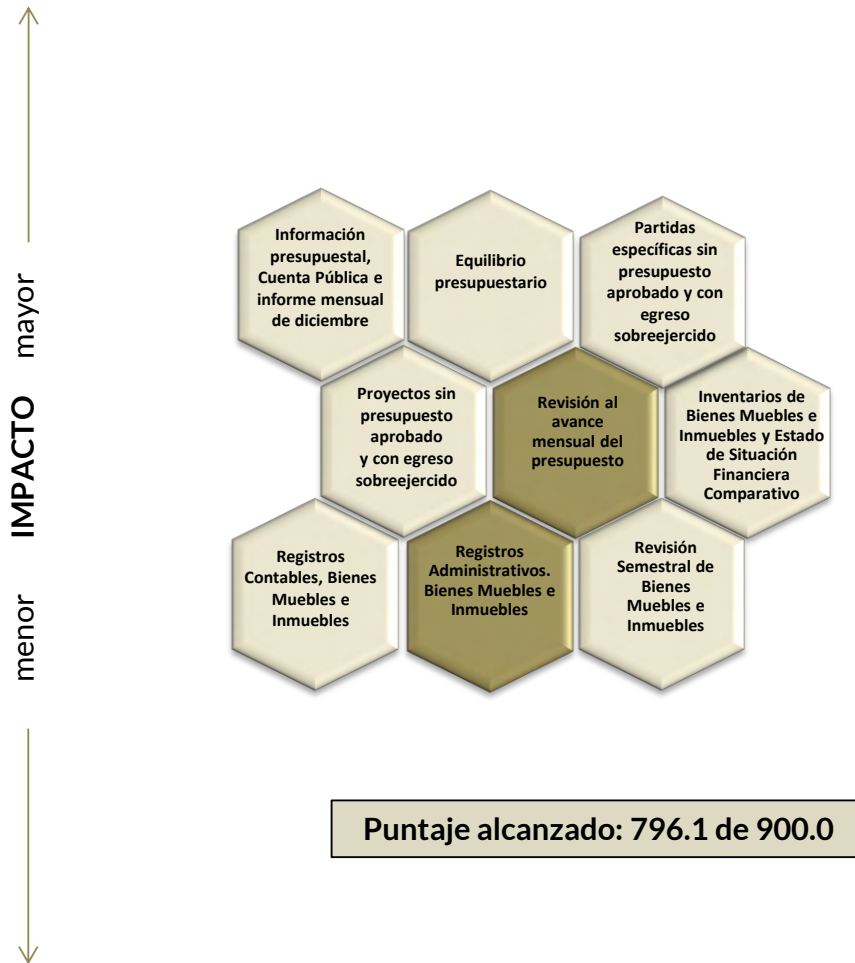 mayor
IMPACTO
menor
Información
presupuestal,
Cuenta Pública e
informe mensual
de diciembre
Equilibrio
presupuestario
Partidas
específicas sin
presupuesto
aprobado y con
egreso
sobreejercido
Proyectos sin
presupuesto
aprobado
y con egreso
sobreejercido
Revisión al
avance
mensual del
presupuesto
Inventarios de
Bienes Muebles e
Inmuebles y Estado
de Situación
Financiera
Comparativo
Registros
Contables, Bienes
Muebles e
Inmuebles
Registros
Administrativos.
Bienes Muebles e
Inmuebles
Revisión
Semestral de
Bienes
Muebles e
Inmuebles
Puntaje alcanzado: 796.1 de 900.0